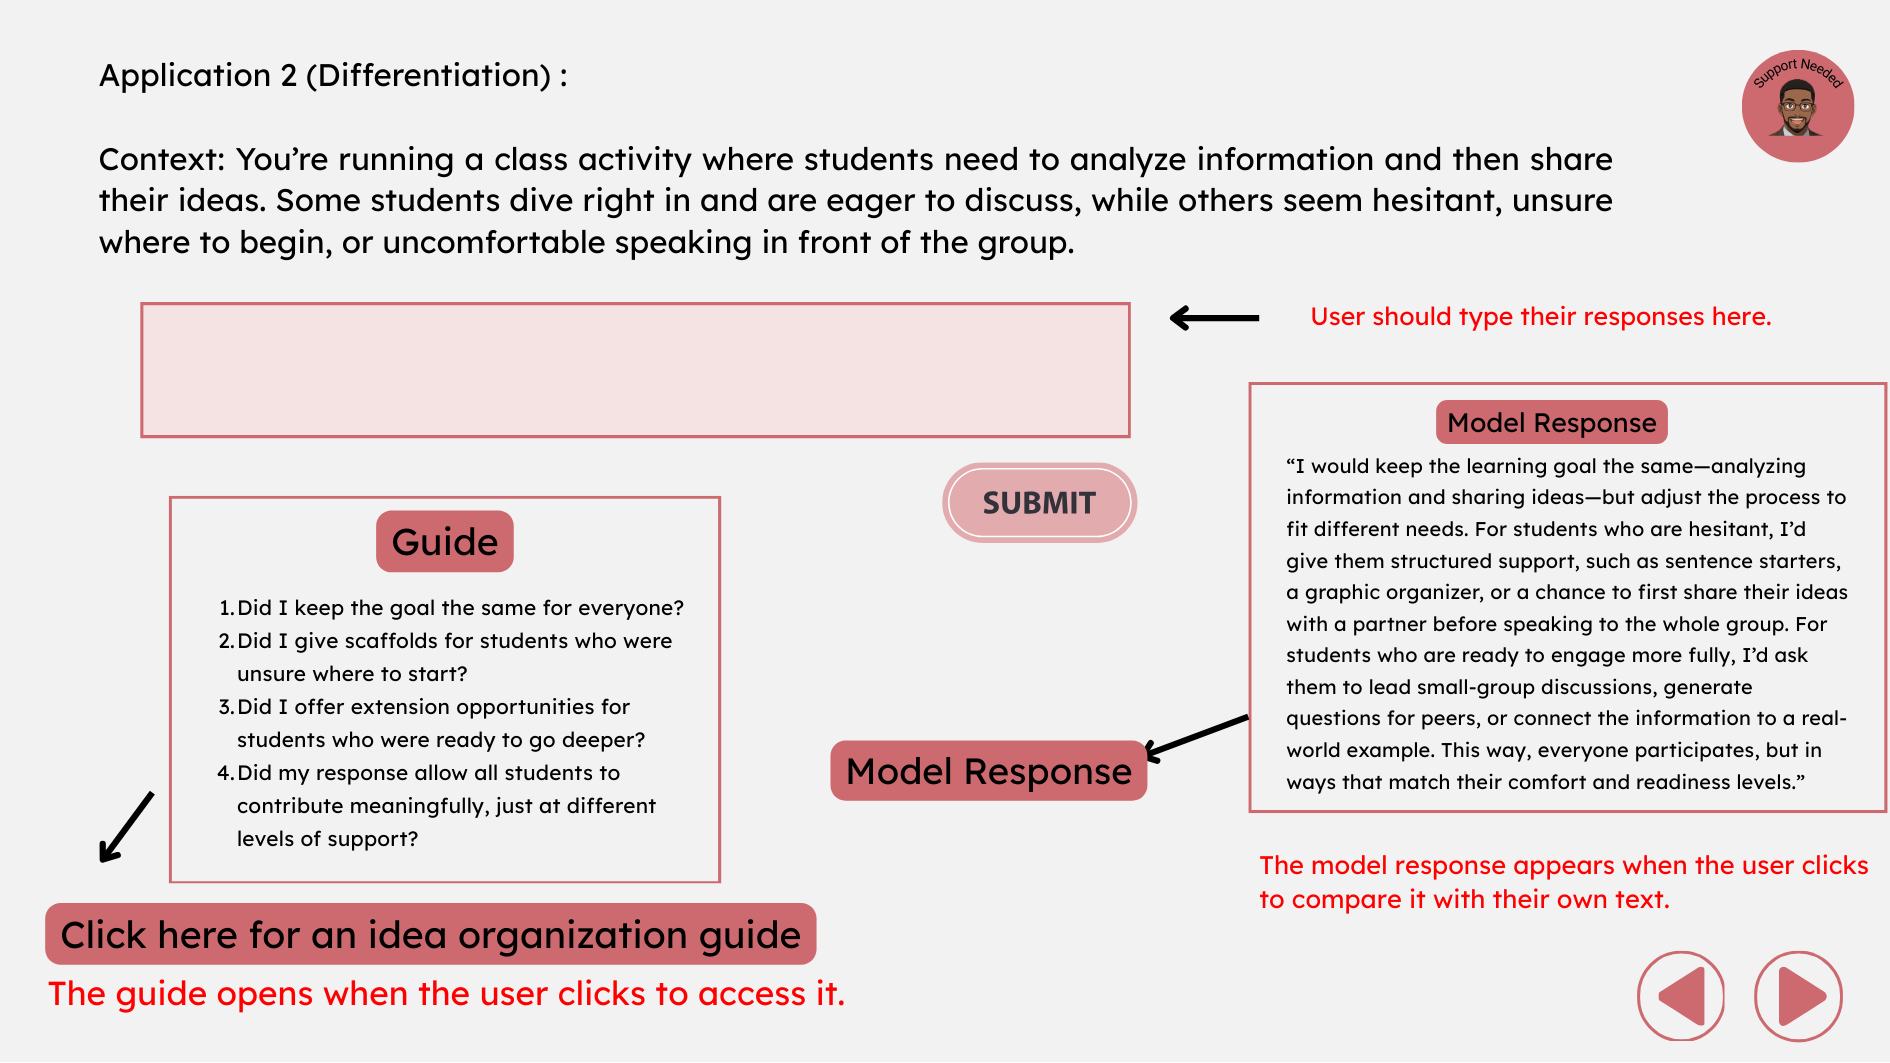 Application 2 (Differentiation) :
Support Needed
Context: You’re running a class activity where students need to analyze information and then share
their ideas. Some students dive right in and are eager to discuss, while others seem hesitant, unsure
where to begin, or uncomfortable speaking in front of the group.
User should type their responses here.
SUBMIT
Guide
1.Did I keep the goal the same for everyone?
2.Did I give scaffolds for students who were
unsure where to start?
3.Did I offer extension opportunities for
students who were ready to go deeper?
4.Did my response allow all students to
contribute meaningfully, just at different
levels of support?
Click here for an idea organization guide
The guide opens when the user clicks to access it.
Model Response
Model Response
“I would keep the learning goal the same—analyzing
information and sharing ideas—but adjust the process to
fit different needs. For students who are hesitant, I’d
give them structured support, such as sentence starters,
a graphic organizer, or a chance to first share their ideas
with a partner before speaking to the whole group. For
students who are ready to engage more fully, I’d ask
them to lead small-group discussions, generate
questions for peers, or connect the information to a real-
world example. This way, everyone participates, but in
ways that match their comfort and readiness levels.”
The model response appears when the user clicks
to compare it with their own text.